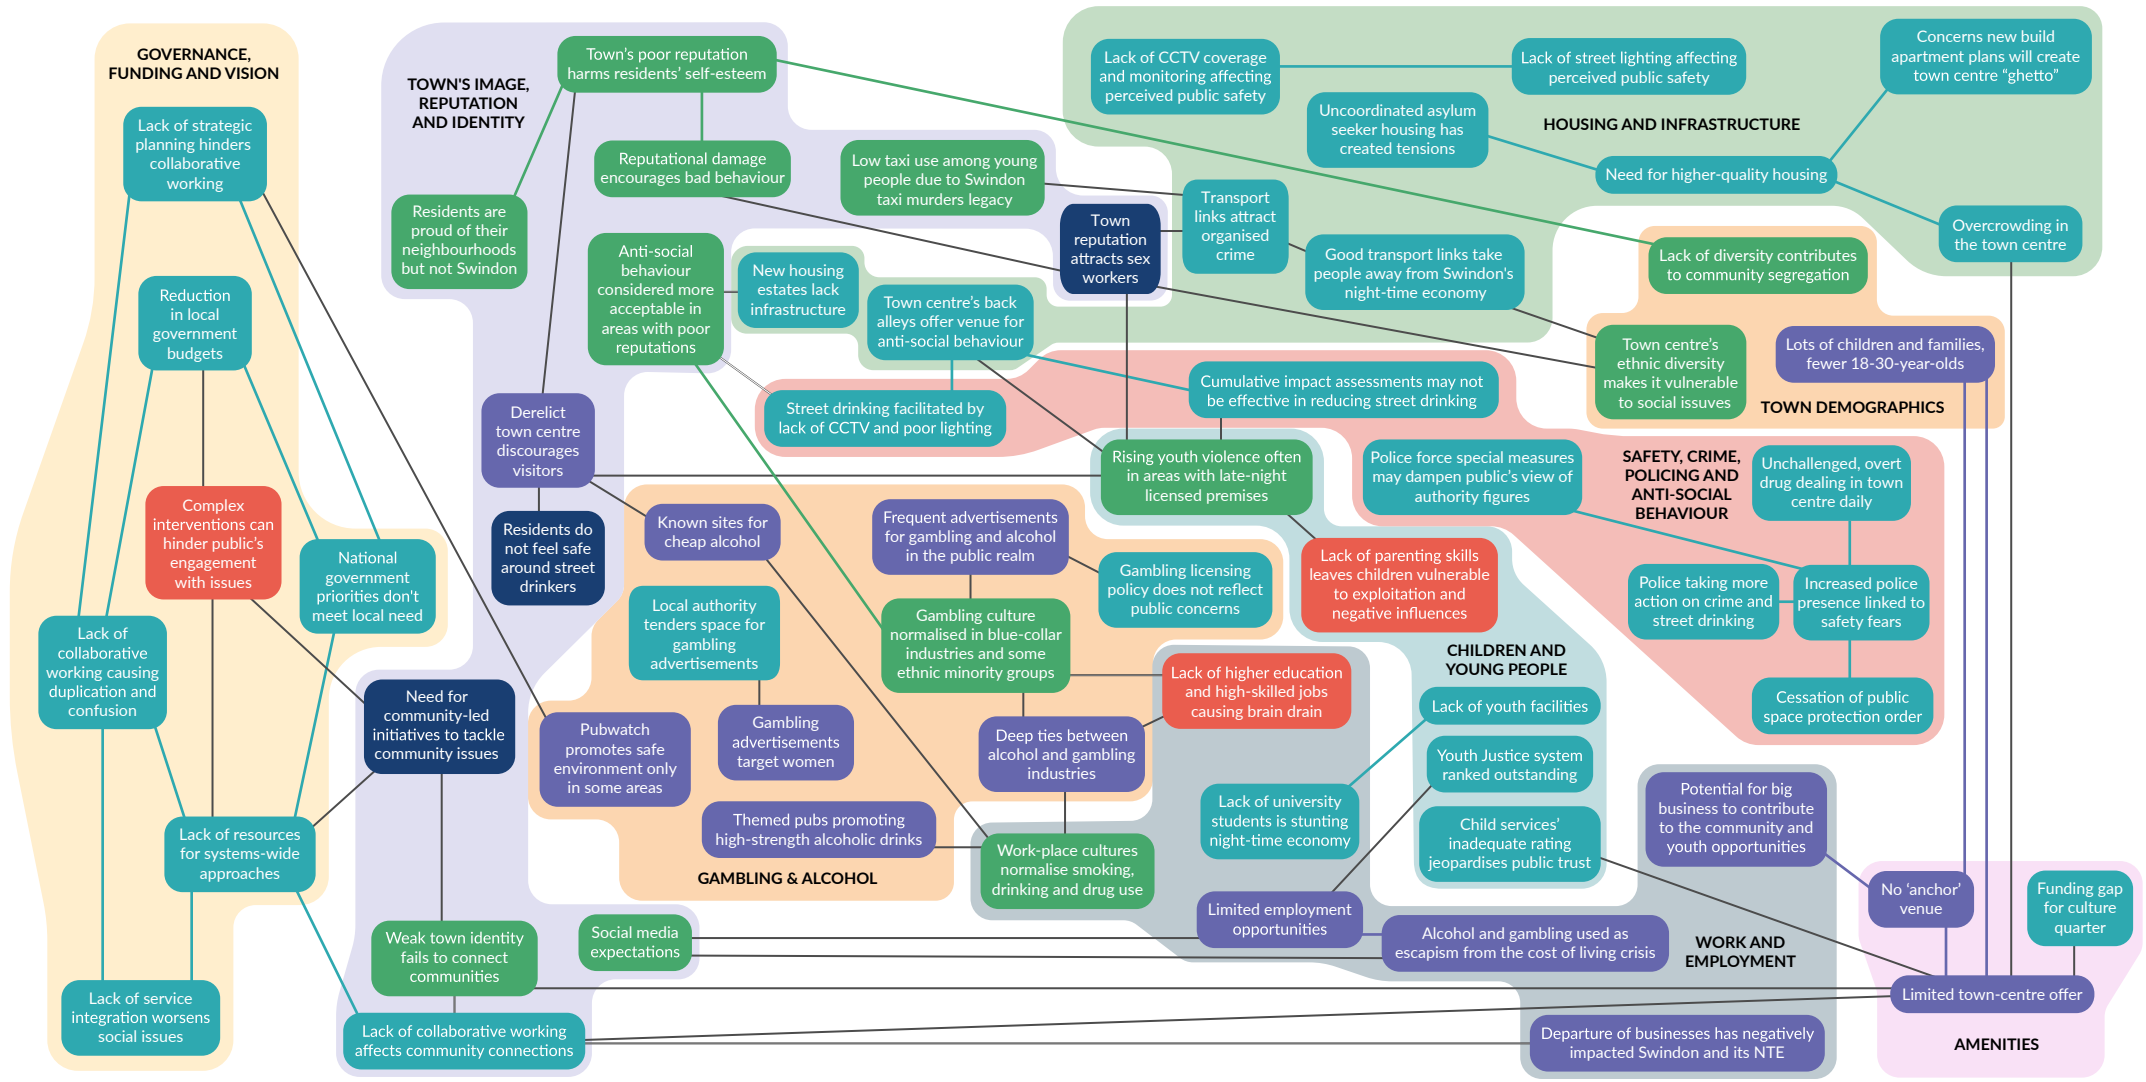 GOVERNANCE,
FUNDING AND VISION
Lack of strategic
planning hinders
collaborative
working
Reduction
in local
government
budgets
Complex
interventions can
hinder public's
engagement
with issues
National
government
priorities don't
meet local need
Lack of
collaborative
working causing
duplication and
confusion
Lack of resources
for systems-wide
approaches
Lack of service
integration worsens
social issues
TOWN'S IMAGE,
REPUTATION
AND IDENTITY
Town's poor reputation
harms residents' self-esteem
Reputational damage
encourages bad behaviour
Residents are
proud of their
neighbourhoods
but not Swindon
Low taxi use among young
people due to Swindon
taxi murders legacy
Town
reputation
attracts sex
workers
Anti-social
behaviour
considered more
acceptable in
areas with poor
reputations
Derelict
town centre
discourages
visitors
Residents do
not feel safe
around street
drinkers
Need for
community-led
initiatives to tackle
community issues
Weak town identity
fails to connect
communities
Social media
expectations
Lack of collaborative working
affects community connections
Lack of CCTV coverage
and monitoring affecting
perceived public safety
Lack of street lighting affecting
perceived public safety
Concerns new build
apartment plans will create
town centre "ghetto"
Uncoordinated asylum
seeker housing has
created tensions
HOUSING AND INFRASTRUCTURE
Need for higher-quality housing
Overcrowding in
the town centre
Transport
links attract
organised
crime
Good transport links take
people away from Swindon's
night-time economy
New housing
estates lack
infrastructure
Town centre's back
alleys offer venue for
anti-social behaviour
Lack of diversity contributes
to community segregation
Town centre's
ethnic diversity
makes it vulnerable
to social issuves
Lots of children and families,
fewer 18-30-year-olds
TOWN DEMOGRAPHICS
Street drinking facilitated by
lack of CCTV and poor lighting
Cumulative impact assessments may not
be effective in reducing street drinking
Police force special measures
may dampen public's view of
authority figures
SAFETY, CRIME,
POLICING AND
ANTI-SOCIAL
BEHAVIOUR
Unchallenged, overt
drug dealing in town
centre daily
Police taking more
action on crime and
street drinking
Increased police
presence linked to
safety fears
Cessation of public
space protection order
Rising youth violence often
in areas with late-night
licensed premises
Lack of parenting skills
leaves children vulnerable
to exploitation and
negative influences
CHILDREN AND
YOUNG PEOPLE
Lack of youth facilities
Youth Justice system
ranked outstanding
Child services'
inadequate rating
jeopardises public trust
Known sites for
cheap alcohol
Frequent advertisements
for gambling and alcohol
in the public realm
Gambling licensing
policy does not reflect
public concerns
Local authority
tenders space for
gambling
advertisements
Gambling culture
normalised in blue-collar
industries and some
ethnic minority groups
Pubwatch
promotes safe
environment only
in some areas
Gambling
advertisements
target women
Deep ties between
alcohol and gambling
industries
Themed pubs promoting
high-strength alcoholic drinks
GAMBLING & ALCOHOL
Lack of higher education
and high-skilled jobs
causing brain drain
Lack of university
students is stunting
night-time economy
Work-place cultures
normalise smoking,
drinking and drug use
Limited employment
opportunities
Alcohol and gambling used as
escapism from the cost of living crisis
WORK AND
EMPLOYMENT
Potential for big
business to contribute
to the community and
youth opportunities
Departure of businesses has negatively
impacted Swindon and its NTE
No 'anchor'
venue
Funding gap
for culture
quarter
Limited town-centre offer
AMENITIES